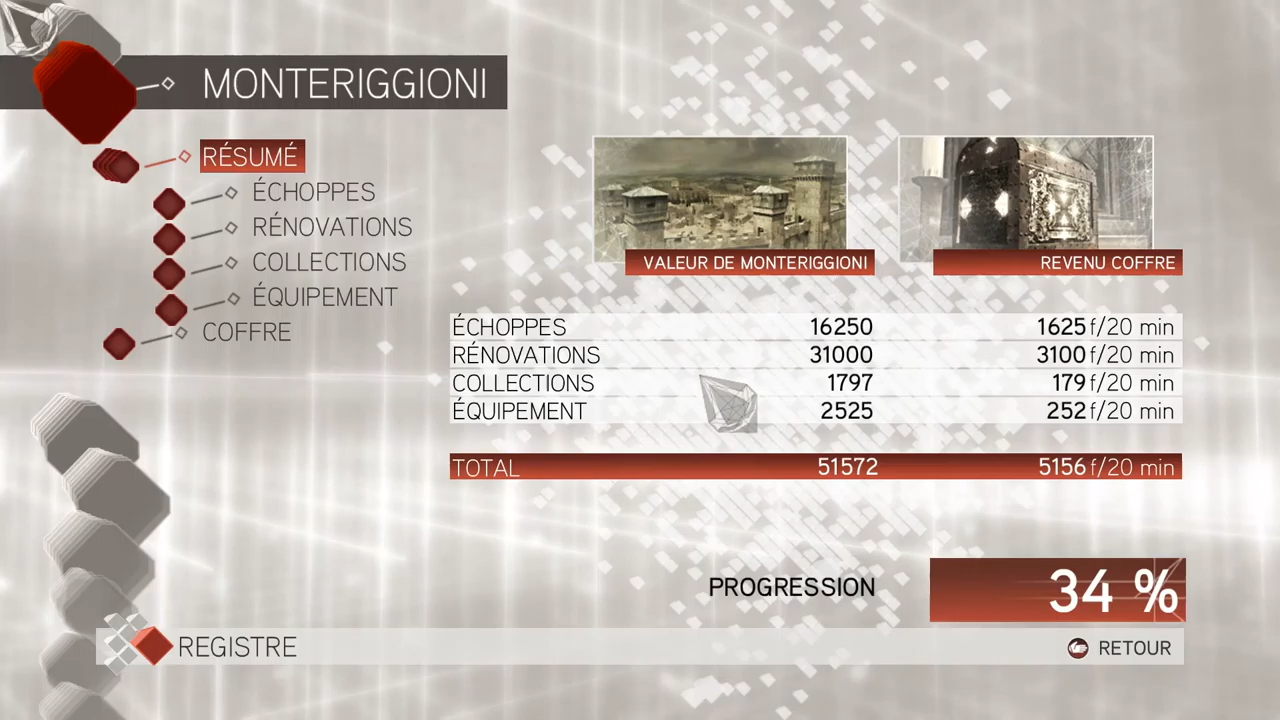 MONTERIGGIONI
RÉSUMÉ
ÉCHOPPES
RÉNOVATIONS
COLLECTIONS
ÉQUIPEMENT
COFFRE
VALEUR DE MONTERIGGIONI REVENU COFFRE
ÉCHOPPES 16250 1625 f/20 min
RÉNOVATIONS 31000 3100 f/20 min
COLLECTIONS 1797 179 f/20 min
ÉQUIPEMENT 2525 252 f/20 min
TOTAL 51572 5156 f/20 min
PROGRESSION 34 %
REGISTRE RETOUR